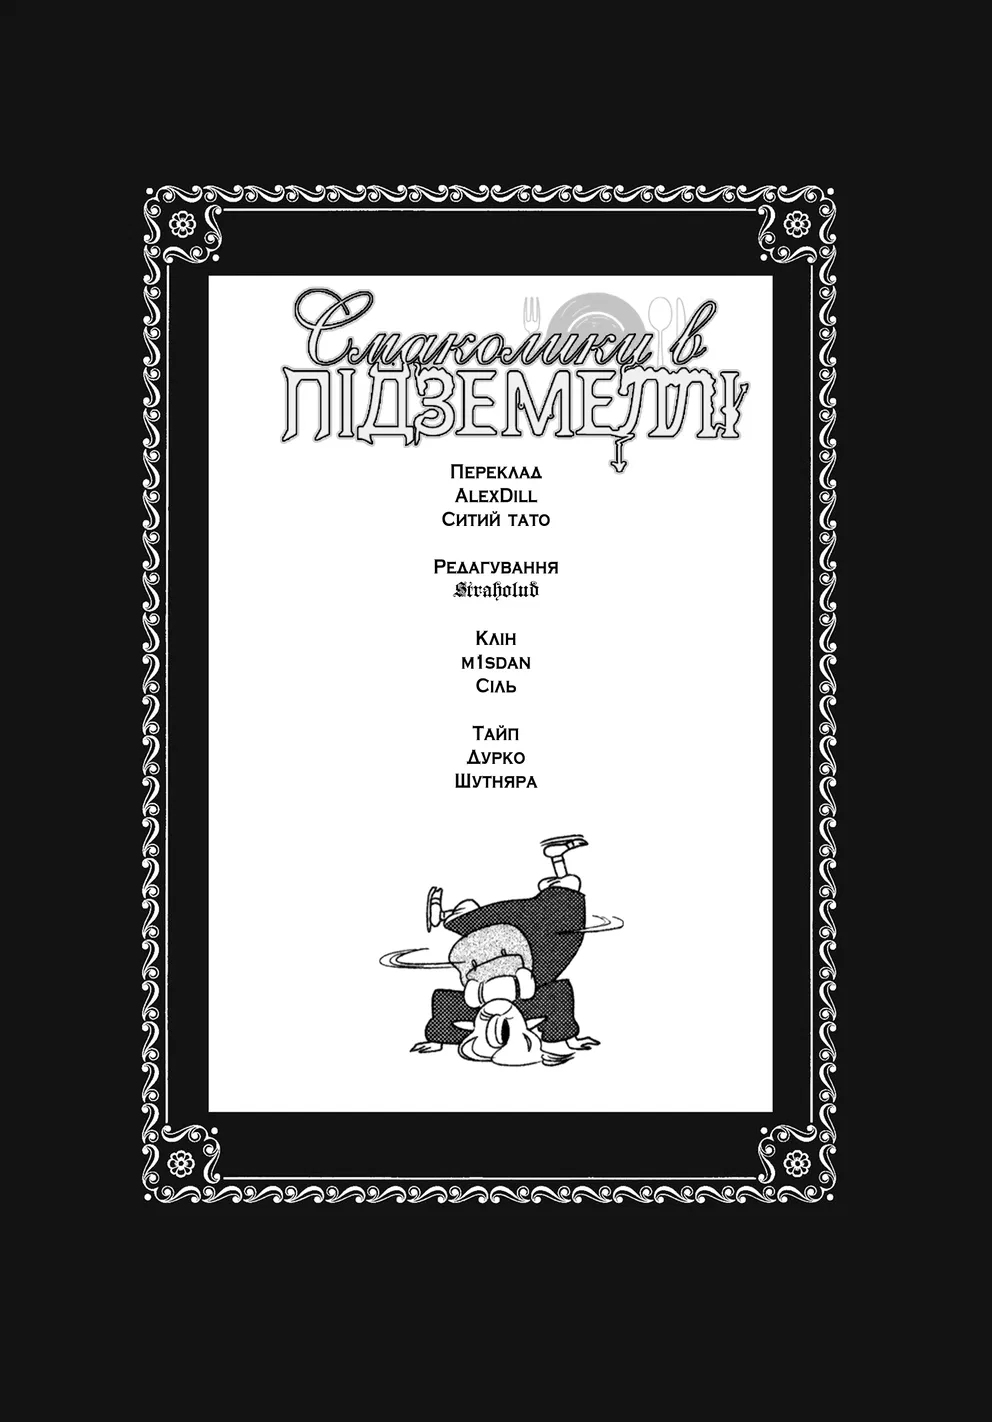 Смаколики в
ПІДЗЕМЕЛЛІ
Переклад
AlexDill
Ситий тато
Редагування
Straholud
Клін
m1sdan
Сіль
Тайп
Дурко
Шутняра